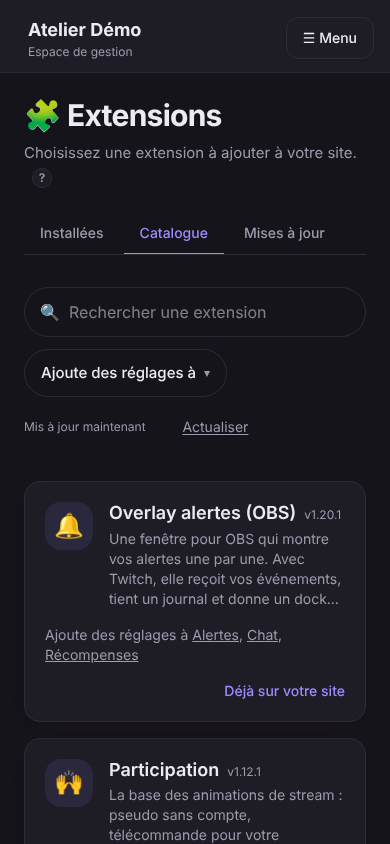 Atelier Démo
Espace de gestion
☰ Menu
🧩 Extensions
Choisissez une extension à ajouter à votre site.
?
Installées
Catalogue
Mises à jour
🔍 Rechercher une extension
Ajoute des réglages à ▾
Mis à jour maintenant
Actualiser
Overlay alertes (OBS) v1.20.1
Une fenêtre pour OBS qui montre
vos alertes une par une. Avec
Twitch, elle reçoit vos événements,
tient un journal et donne un dock…
Ajoute des réglages à Alertes, Chat,
Récompenses
Déjà sur votre site
Participation v1.12.1
La base des animations de stream :
pseudo sans compte,
télécommande pour votre